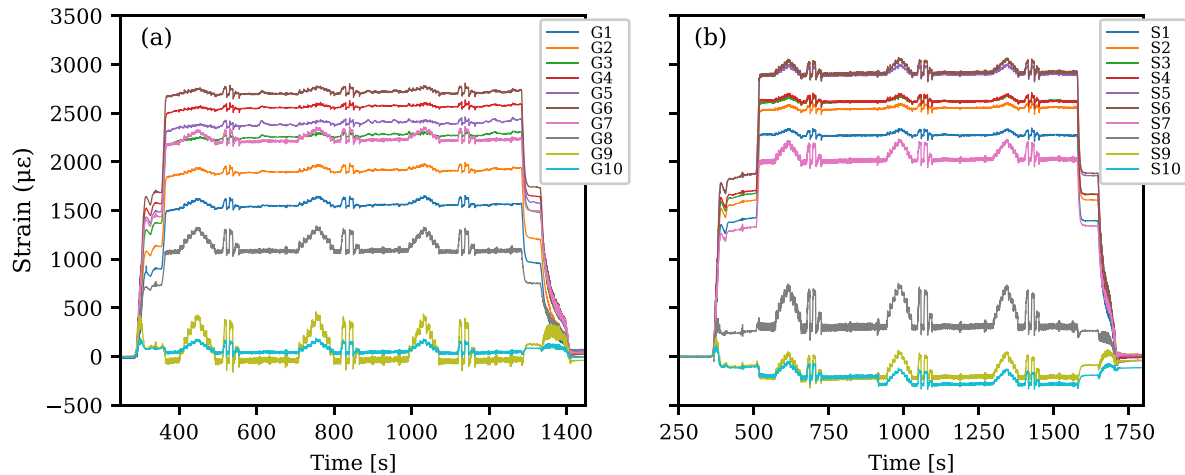 (a)
Strain (με)
3500
3000
2500
2000
1500
1000
500
0
−500
400
600
800
1000
1200
1400
Time [s]
G1
G2
G3
G4
G5
G6
G7
G8
G9
G10
(b)
250
500
750
1000
1250
1500
1750
Time [s]
S1
S2
S3
S4
S5
S6
S7
S8
S9
S10